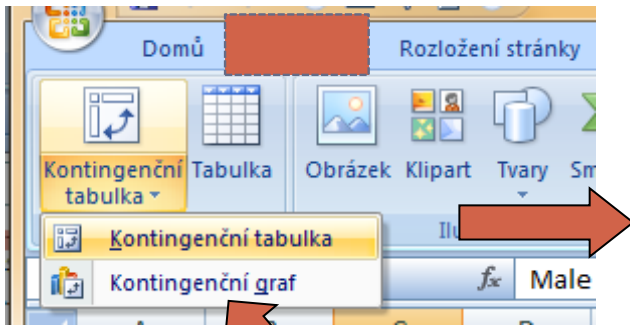 Domů Rozložení stránky
Kontingenční tabulka Tabulka Obrázek Klipart Tvary
Kontingenční tabulka
Kontingenční graf
fx Male